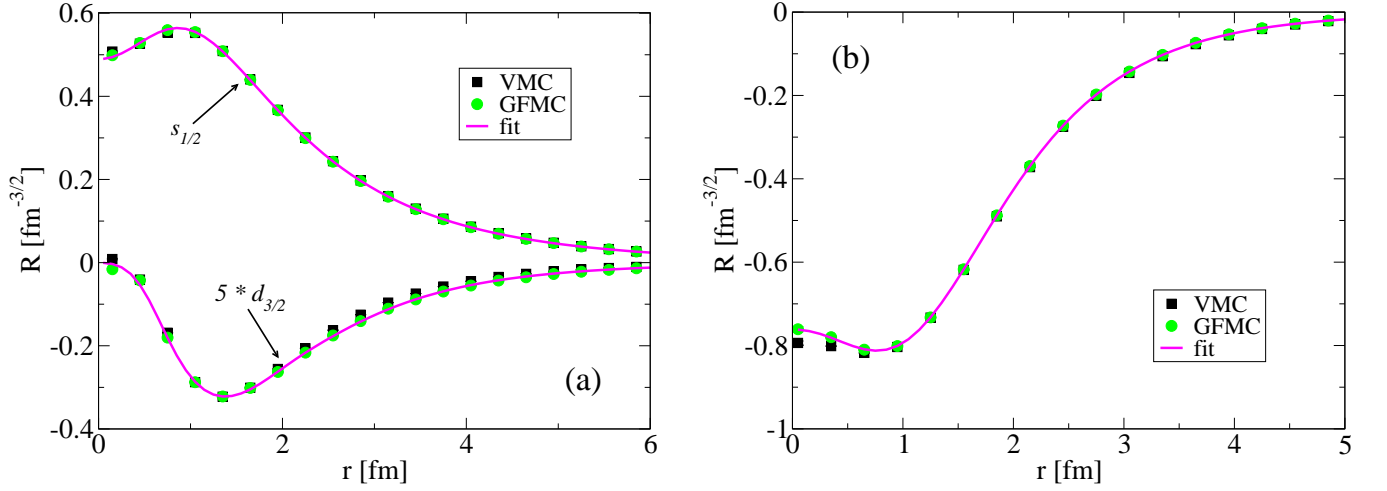 0.6
0.4
0.2
0
-0.2
-0.4
R [fm^-3/2]
VMC
GFMC
fit
s_1/2
5 * d_3/2
(a)
0 2 4 6
r [fm]
0
-0.2
-0.4
-0.6
-0.8
-1
R [fm^-3/2]
(b)
VMC
GFMC
fit
0 1 2 3 4 5
r [fm]